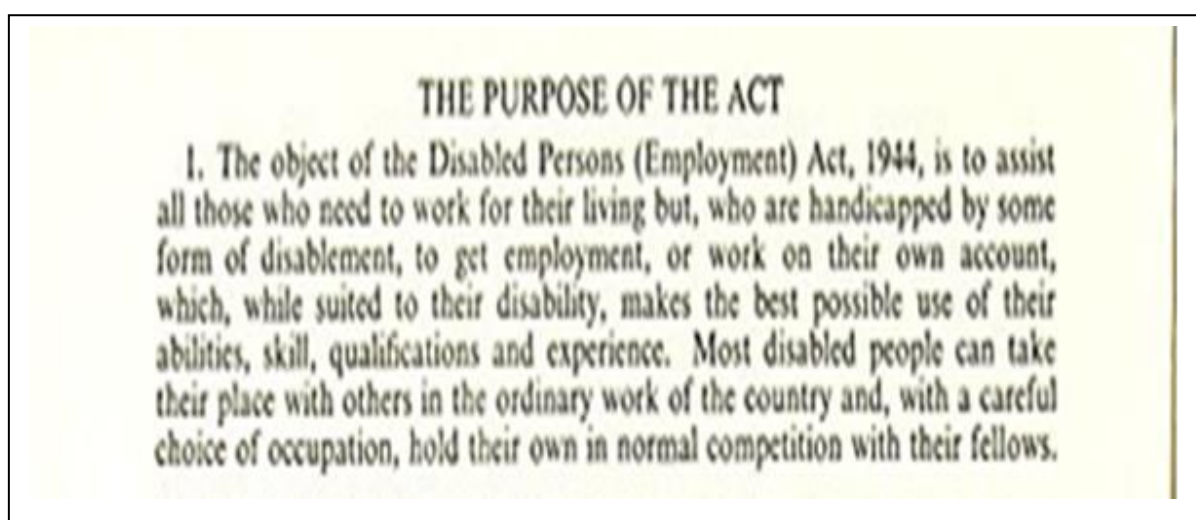 THE PURPOSE OF THE ACT
1. The object of the Disabled Persons (Employment) Act, 1944, is to assist
all those who need to work for their living but, who are handicapped by some
form of disablement, to get employment, or work on their own account,
which, while suited to their disability, makes the best possible use of their
abilities, skill, qualifications and experience. Most disabled people can take
their place with others in the ordinary work of the country and, with a careful
choice of occupation, hold their own in normal competition with their fellows.